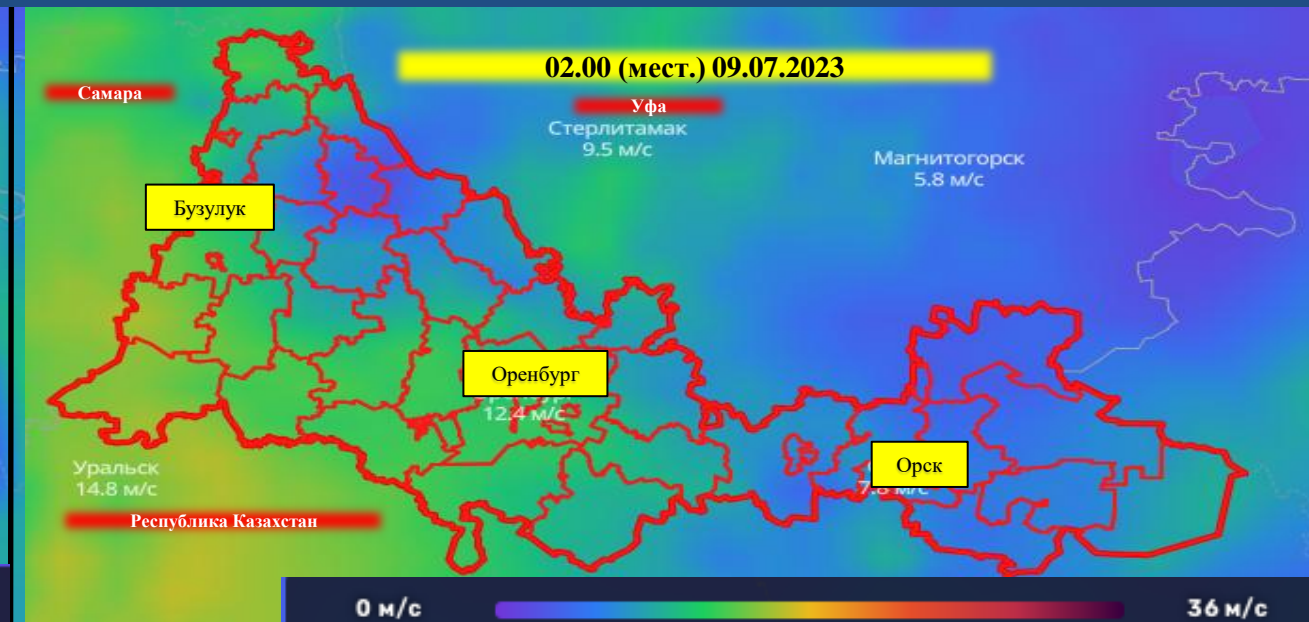 02.00 (мест.) 09.07.2023
Самара
Уфа
Стерлитамак
9.5 м/с
Магнитогорск
5.8 м/с
Бузулук
Оренбург
12.4 м/с
Орск
7.8 м/с
Уральск
14.8 м/с
Республика Казахстан
0 м/с
36 м/с